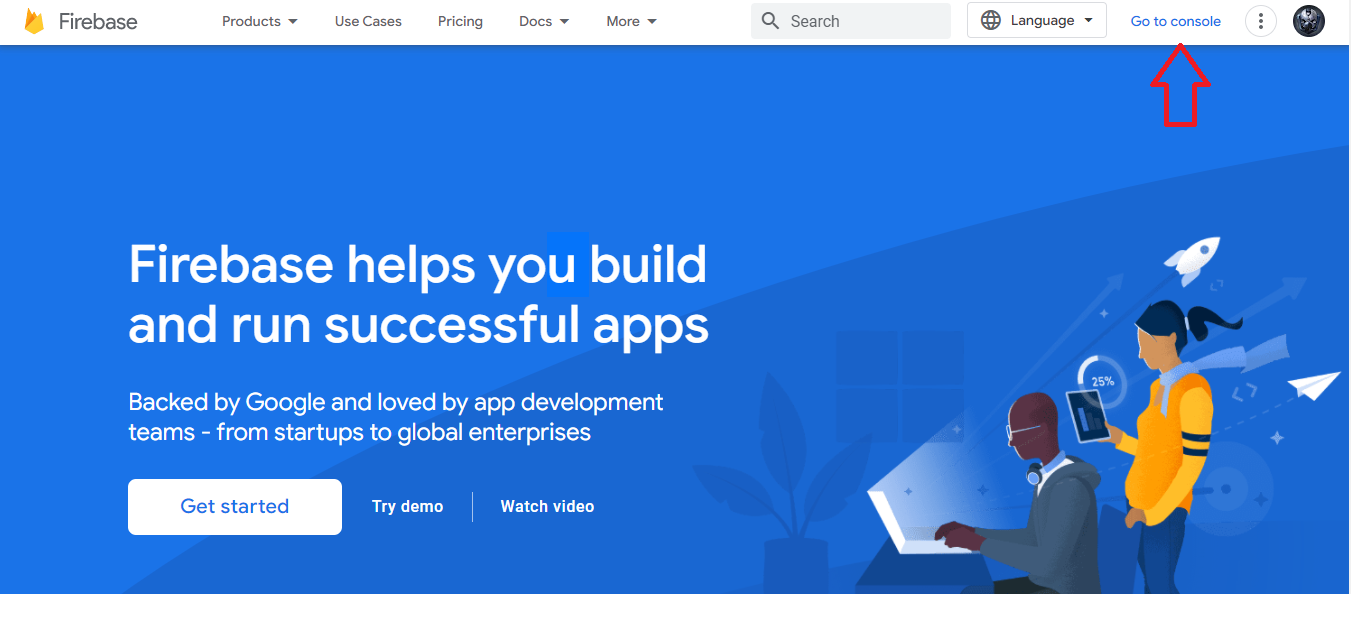 Firebase Products Use Cases Pricing Docs More Search Language Go to console
Firebase helps you build
and run successful apps
25%
Backed by Google and loved by app development
teams - from startups to global enterprises
Get started Try demo Watch video